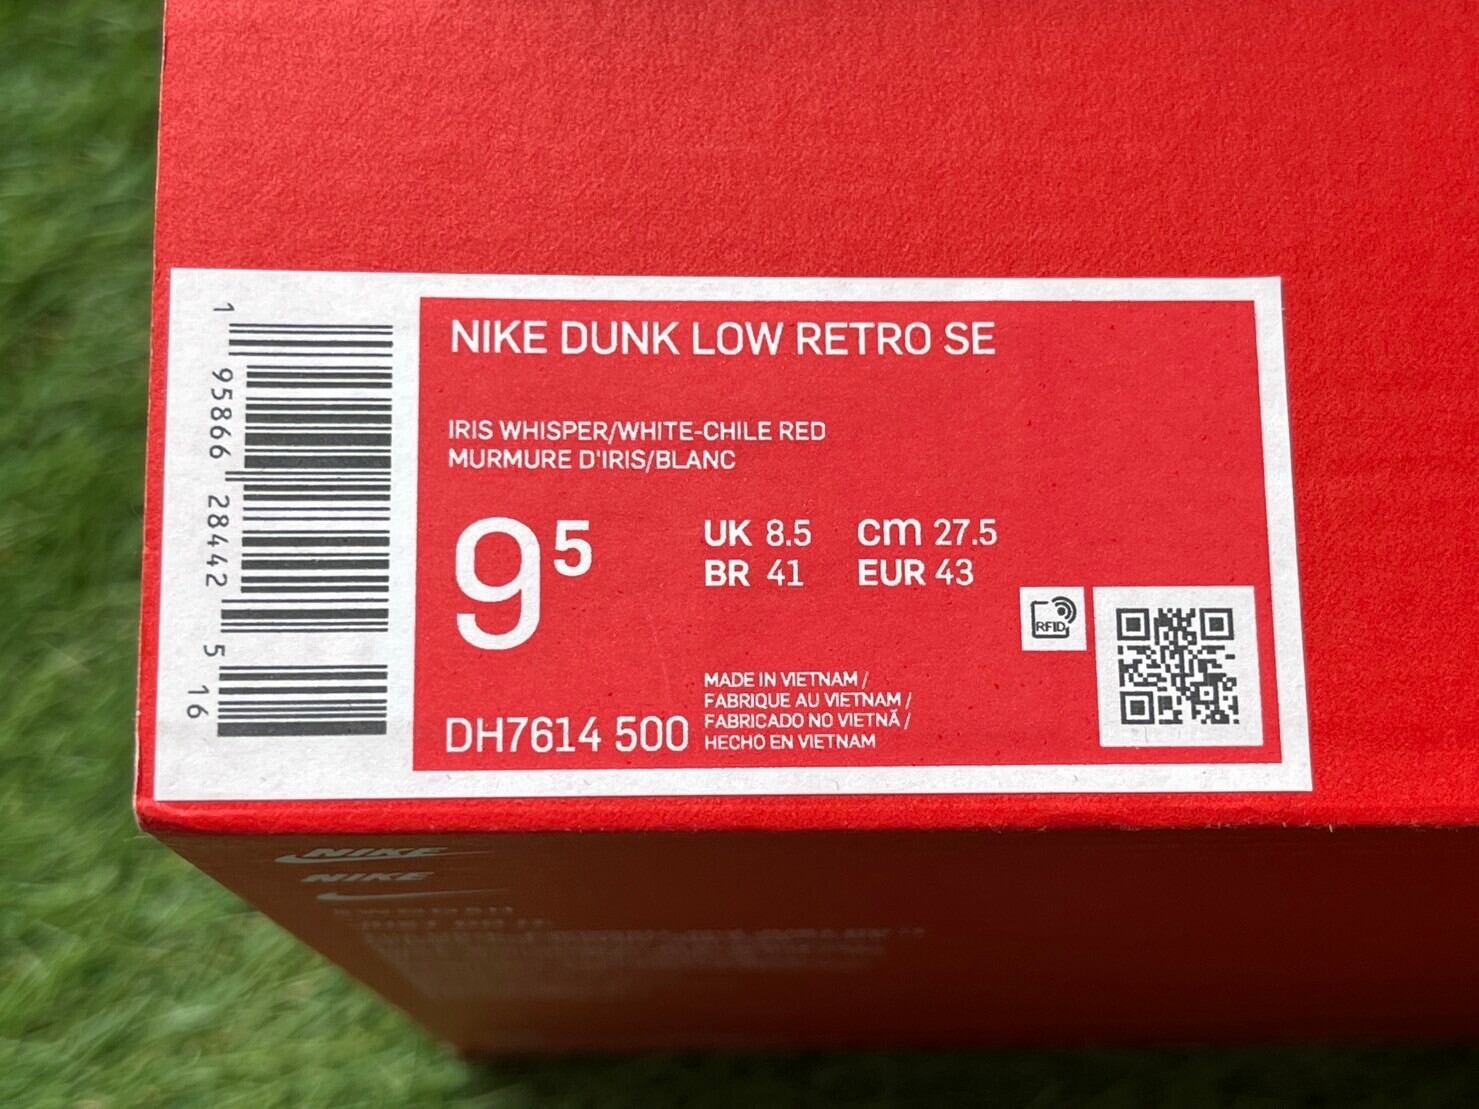 NIKE DUNK LOW RETRO SE
IRIS WHISPER/WHITE-CHILE RED
MURMURE D'IRIS/BLANC
9 5
UK 8.5 cm 27.5
BR 41 EUR 43
RFID
MADE IN VIETNAM /
FABRIQUE AU VIETNAM /
FABRICADO NO VIETNÃ /
HECHO EN VIETNAM
DH7614 500
1 95866 28442 5 16
NIKE
NIKE